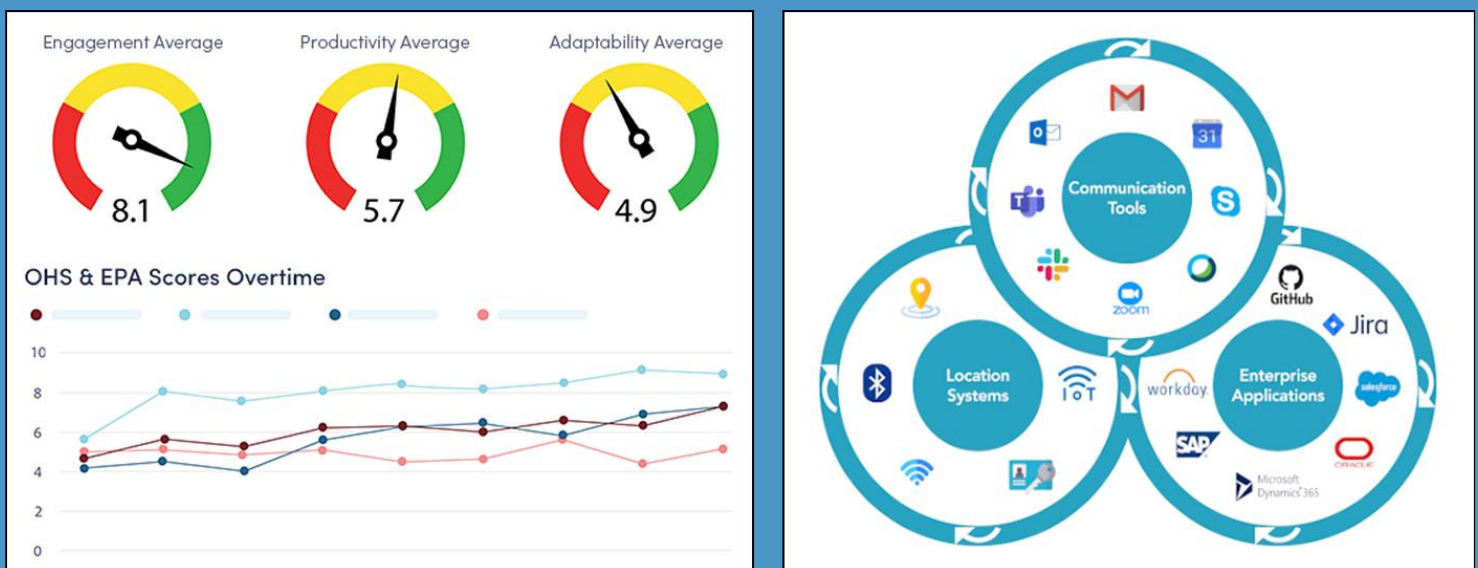 Engagement Average
Productivity Average
Adaptability Average
8.1
5.7
4.9
OHS & EPA Scores Overtime
10
8
6
4
2
0
31
Communication
Tools
zoom
Location
Systems
IoT
GitHub
Jira
workday.
Enterprise
Applications
salesforce
SAP
ORACLE
Microsoft
Dynamics 365